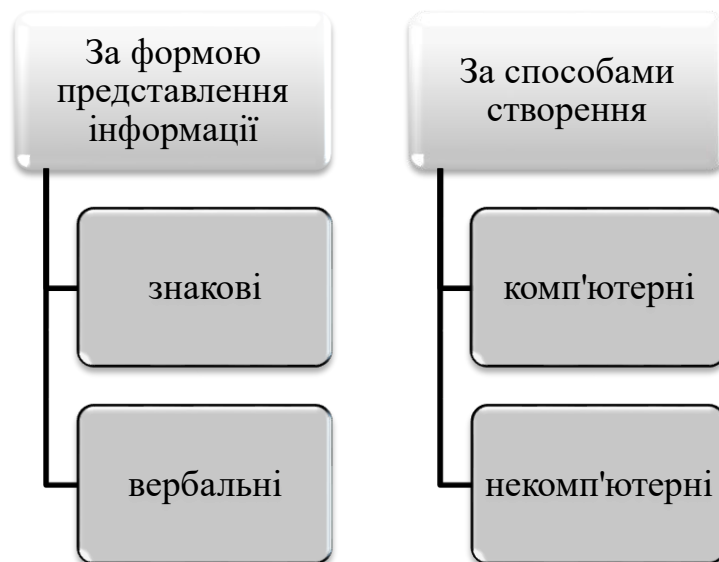 За формою
представлення
інформації
знакові
вербальні
За способами
створення
комп'ютерні
некомп'ютерні